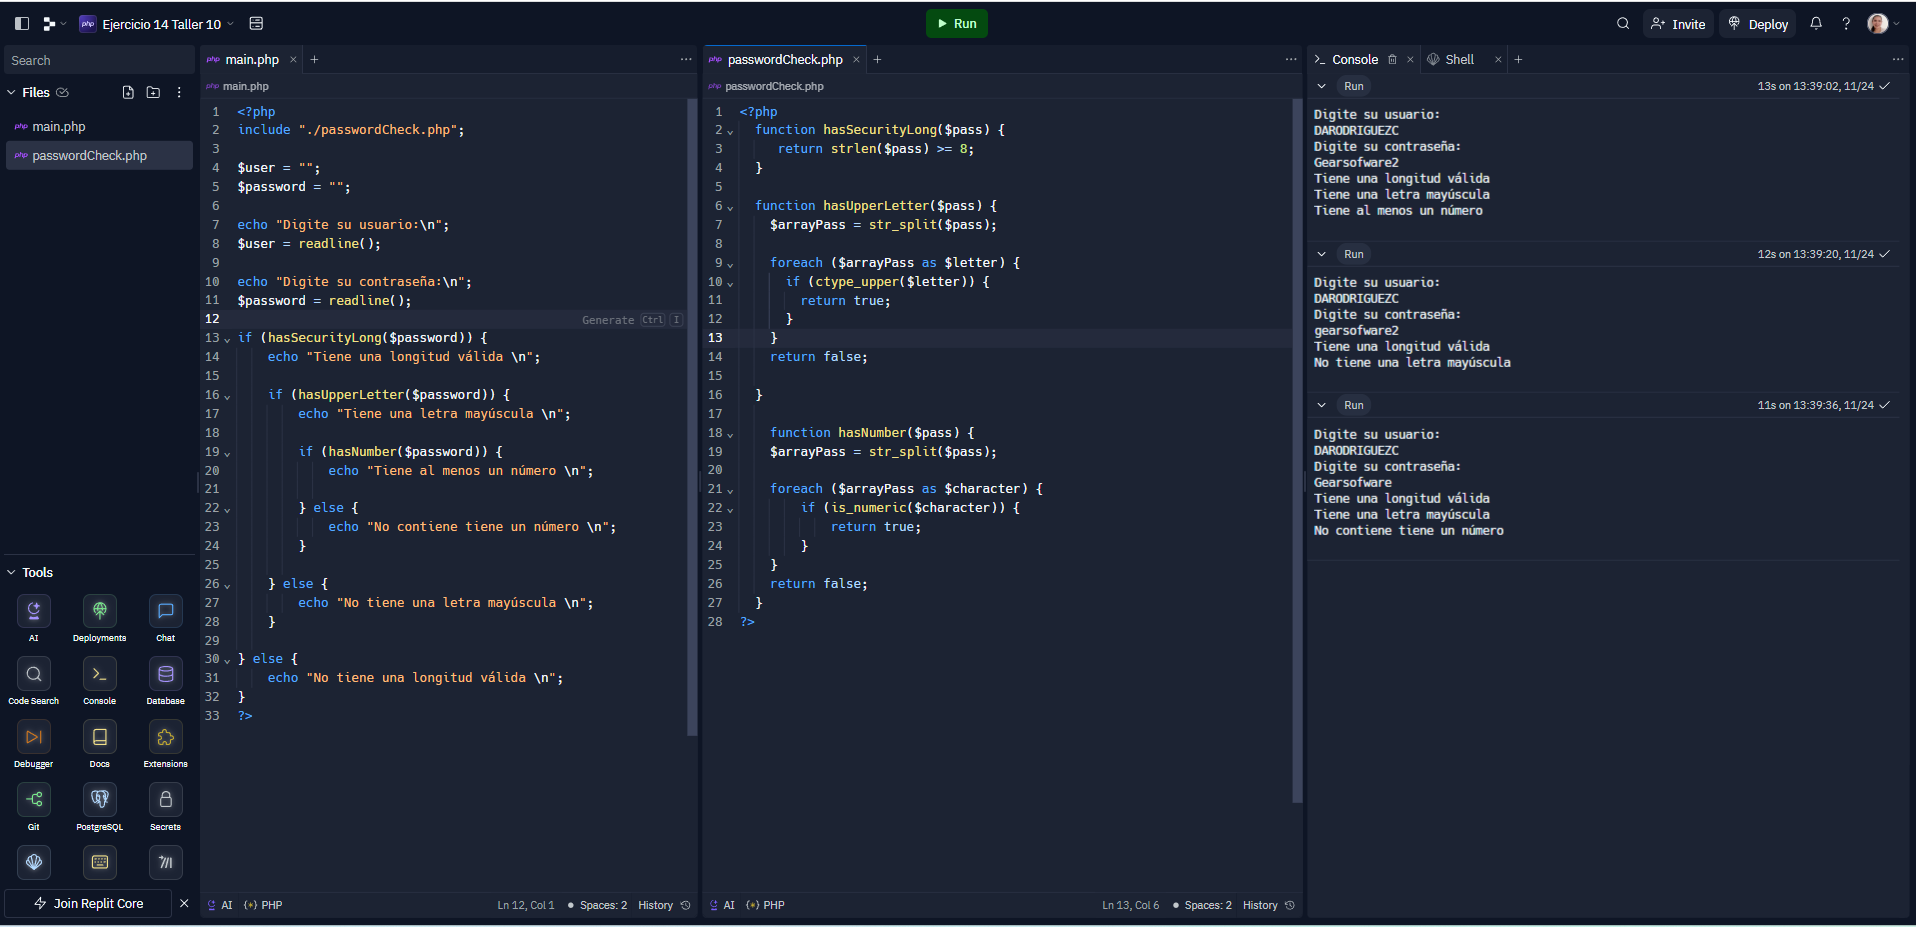 php Ejercicio 14 Taller 10
Run
Invite
Deploy
?
Search
Files
php main.php
php passwordCheck.php
Tools
AI
Deployments
Chat
Code Search
Console
Database
Debugger
Docs
Extensions
Git
PostgreSQL
Secrets
Join Replit Core
php main.php
php main.php
1 <?php
2 include "./passwordCheck.php";
3
4 $user = "";
5 $password = "";
6
7 echo "Digite su usuario:\n";
8 $user = readline();
9
10 echo "Digite su contraseña:\n";
11 $password = readline();
12 Generate Ctrl I
13 if (hasSecurityLong($password)) {
14 echo "Tiene una longitud válida \n";
15
16 if (hasUpperLetter($password)) {
17 echo "Tiene una letra mayúscula \n";
18
19 if (hasNumber($password)) {
20 echo "Tiene al menos un número \n";
21
22 } else {
23 echo "No contiene tiene un número \n";
24 }
25
26 } else {
27 echo "No tiene una letra mayúscula \n";
28 }
29
30 } else {
31 echo "No tiene una longitud válida \n";
32 }
33 ?>
AI PHP Ln 12, Col 1 Spaces: 2 History
php passwordCheck.php
php passwordCheck.php
1 <?php
2 function hasSecurityLong($pass) {
3 return strlen($pass) >= 8;
4 }
5
6 function hasUpperLetter($pass) {
7 $arrayPass = str_split($pass);
8
9 foreach ($arrayPass as $letter) {
10 if (ctype_upper($letter)) {
11 return true;
12 }
13 }
14 return false;
15
16 }
17
18 function hasNumber($pass) {
19 $arrayPass = str_split($pass);
20
21 foreach ($arrayPass as $character) {
22 if (is_numeric($character)) {
23 return true;
24 }
25 }
26 return false;
27 }
28 ?>
AI PHP Ln 13, Col 6 Spaces: 2 History
Console
Shell
Run 13s on 13:39:02, 11/24
Digite su usuario:
DARODRIGUEZC
Digite su contraseña:
Gearsofware2
Tiene una longitud válida
Tiene una letra mayúscula
Tiene al menos un número
Run 12s on 13:39:20, 11/24
Digite su usuario:
DARODRIGUEZC
Digite su contraseña:
gearsofware2
Tiene una longitud válida
No tiene una letra mayúscula
Run 11s on 13:39:36, 11/24
Digite su usuario:
DARODRIGUEZC
Digite su contraseña:
Gearsofware
Tiene una longitud válida
Tiene una letra mayúscula
No contiene tiene un número